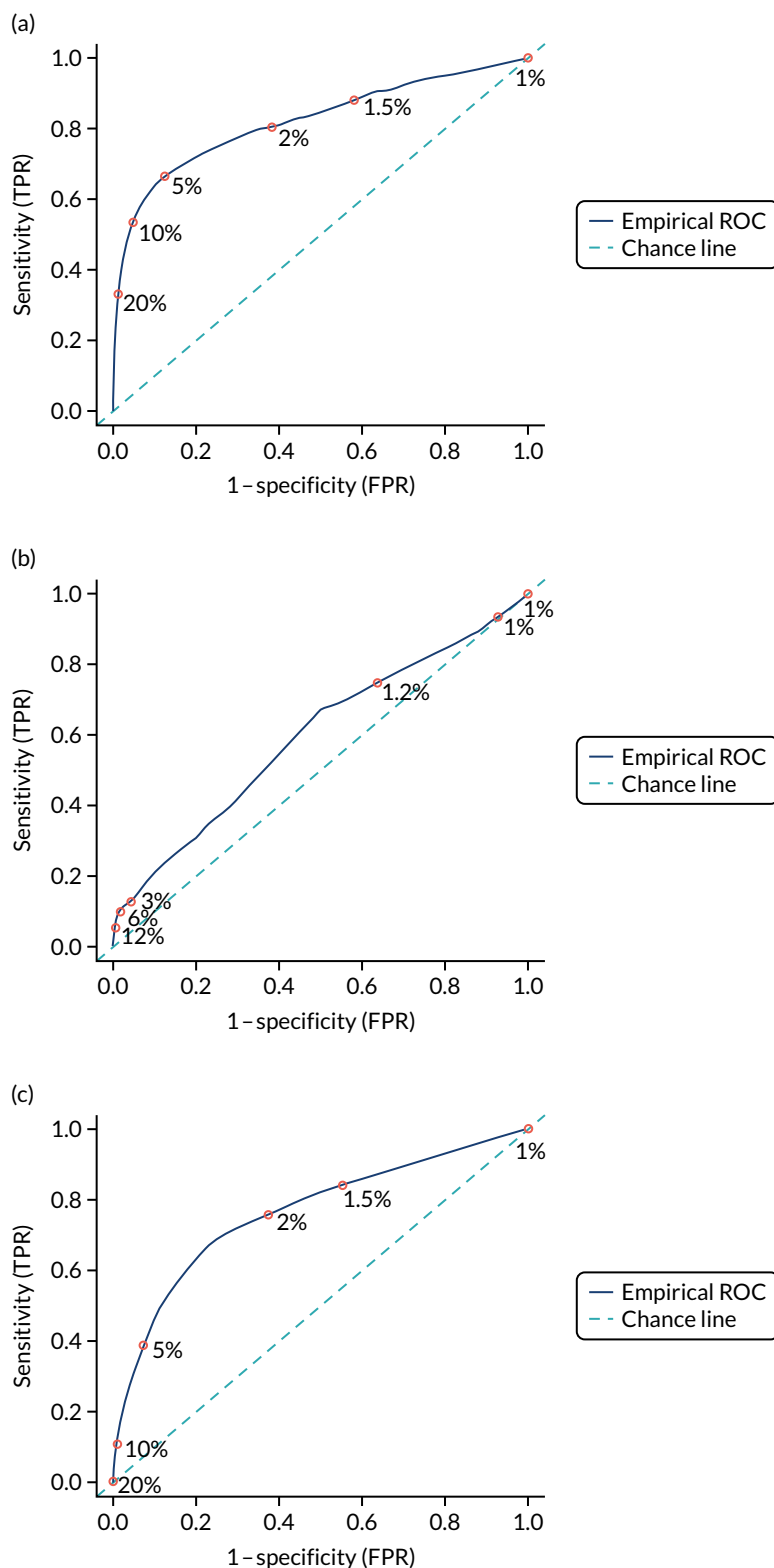 (a)
1.0
0.8
0.6
0.4
0.2
0.0
Sensitivity (TPR)
1%
1.5%
2%
5%
10%
20%
0.0 0.2 0.4 0.6 0.8 1.0
1–specificity (FPR)
Empirical ROC
Chance line
(b)
1.0
0.8
0.6
0.4
0.2
0.0
Sensitivity (TPR)
1%
1%
1.2%
3%
6%
12%
0.0 0.2 0.4 0.6 0.8 1.0
1–specificity (FPR)
Empirical ROC
Chance line
(c)
1.0
0.8
0.6
0.4
0.2
0.0
Sensitivity (TPR)
1%
1.5%
2%
5%
10%
20%
0.0 0.2 0.4 0.6 0.8 1.0
1–specificity (FPR)
Empirical ROC
Chance line